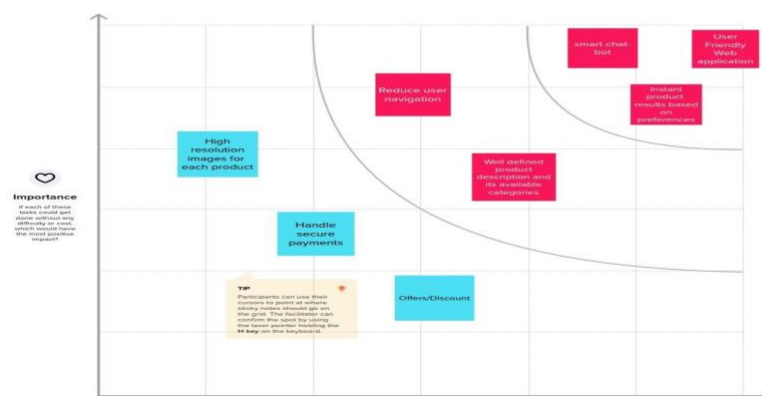 smart chat-
bot
User
Friendly
Web
application
Reduce user
navigation
Instant
product
results based
on
preferences
High
resolution
images for
each product
Well defined
product
description and
its available
categories
Importance
If each of these
tasks could get
done without any
difficulty or cost,
which would have
the most positive
impact?
Handle
secure
payments
Offers/Discount
TIP
Participants can use their
cursors to point at where
sticky notes should go on
the grid. The facilitator can
confirm the spot by using
the laser pointer holding the
H key on the keyboard.